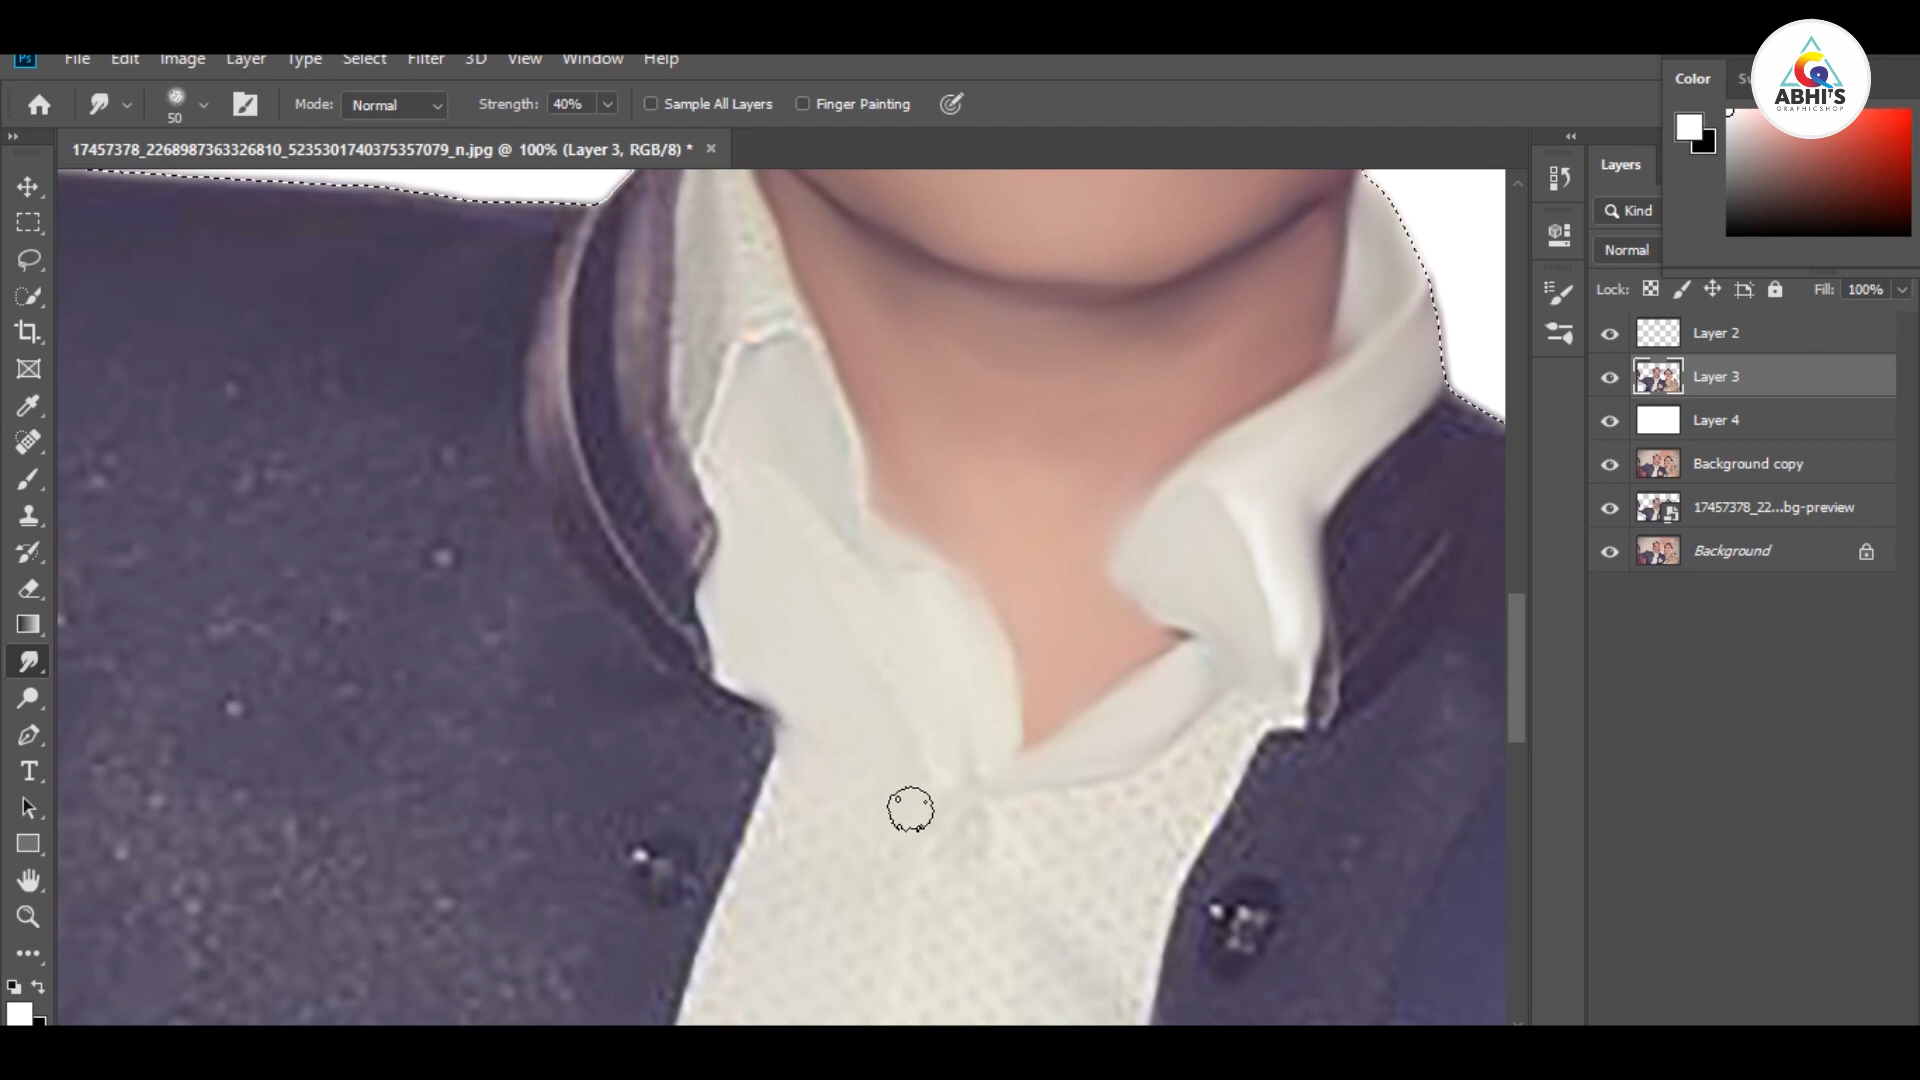 Ps File Edit Image Layer Type Select Filter 3D View Window Help
50 Mode: Normal Strength: 40% Sample All Layers Finger Painting
17457378_2268987363326810_5235301740375357079_n.jpg @ 100% (Layer 3, RGB/8) *
Color
ABHI'S
GRAPHICSHOP
Layers
Kind
Normal
Lock: Fill: 100%
Layer 2
Layer 3
Layer 4
Background copy
17457378_22...bg-preview
Background